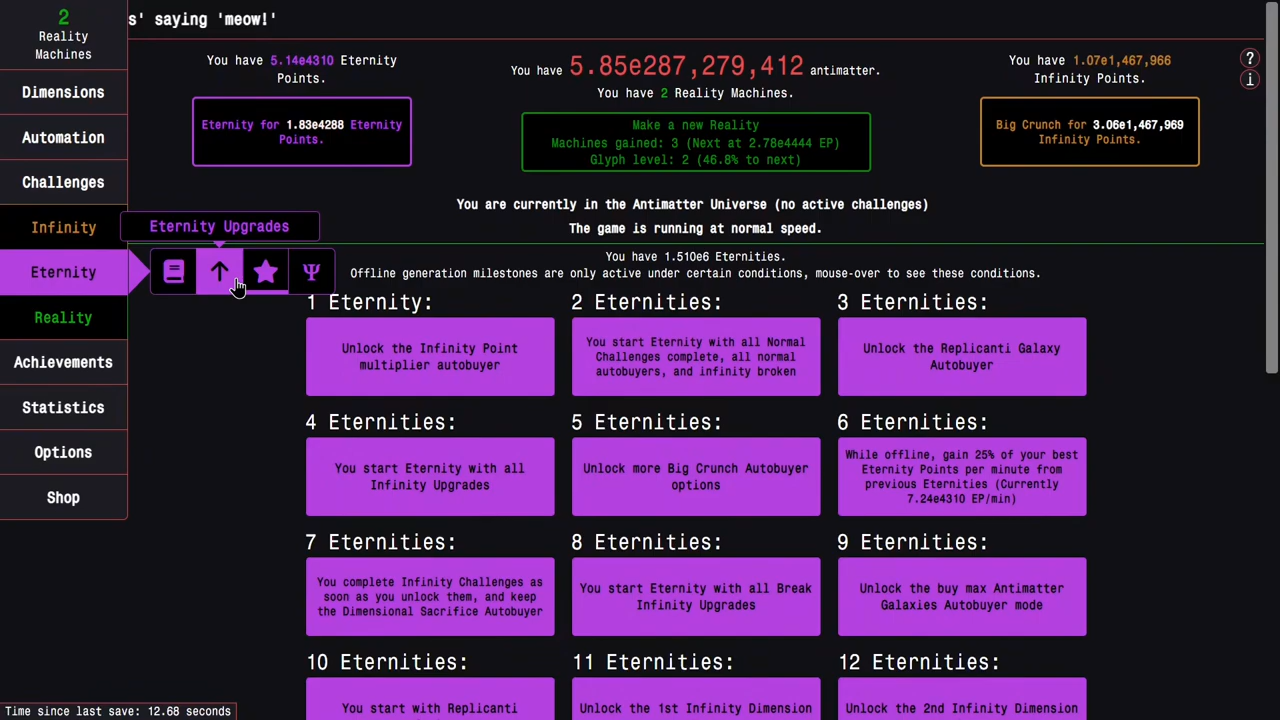 2
Reality
Machines
s' saying 'meow!'
Dimensions
Automation
Challenges
Infinity
Eternity
Reality
Achievements
Statistics
Options
Shop
You have 5.14e4310 Eternity
Points.
Eternity for 1.83e4288 Eternity
Points.
You have 5.85e287,279,412 antimatter.
You have 2 Reality Machines.
Make a new Reality
Machines gained: 3 (Next at 2.78e4444 EP)
Glyph level: 2 (46.8% to next)
You have 1.07e1,467,966
Infinity Points.
Big Crunch for 3.06e1,467,969
Infinity Points.
?
i
You are currently in the Antimatter Universe (no active challenges)
The game is running at normal speed.
Eternity Upgrades
Ψ
You have 1.510e6 Eternities.
Offline generation milestones are only active under certain conditions, mouse-over to see these conditions.
1 Eternity:
Unlock the Infinity Point
multiplier autobuyer
2 Eternities:
You start Eternity with all Normal
Challenges complete, all normal
autobuyers, and infinity broken
3 Eternities:
Unlock the Replicanti Galaxy
Autobuyer
4 Eternities:
You start Eternity with all
Infinity Upgrades
5 Eternities:
Unlock more Big Crunch Autobuyer
options
6 Eternities:
While offline, gain 25% of your best
Eternity Points per minute from
previous Eternities (Currently
7.24e4310 EP/min)
7 Eternities:
You complete Infinity Challenges as
soon as you unlock them, and keep
the Dimensional Sacrifice Autobuyer
8 Eternities:
You start Eternity with all Break
Infinity Upgrades
9 Eternities:
Unlock the buy max Antimatter
Galaxies Autobuyer mode
10 Eternities:
You start with Replicanti
11 Eternities:
Unlock the 1st Infinity Dimension
12 Eternities:
Unlock the 2nd Infinity Dimension
Time since last save: 12.68 seconds